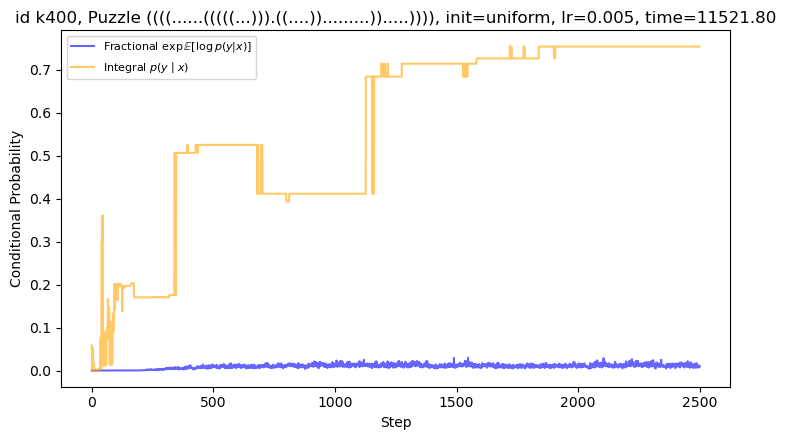 id k400, Puzzle ((((......(((((...))).((....)).........)).....)))), init=uniform, lr=0.005, time=11521.80
Fractional exp𝔼[log p(y|x)]
Integral p(y | x)
Conditional Probability
0.7
0.6
0.5
0.4
0.3
0.2
0.1
0.0
0
500
1000
1500
2000
2500
Step